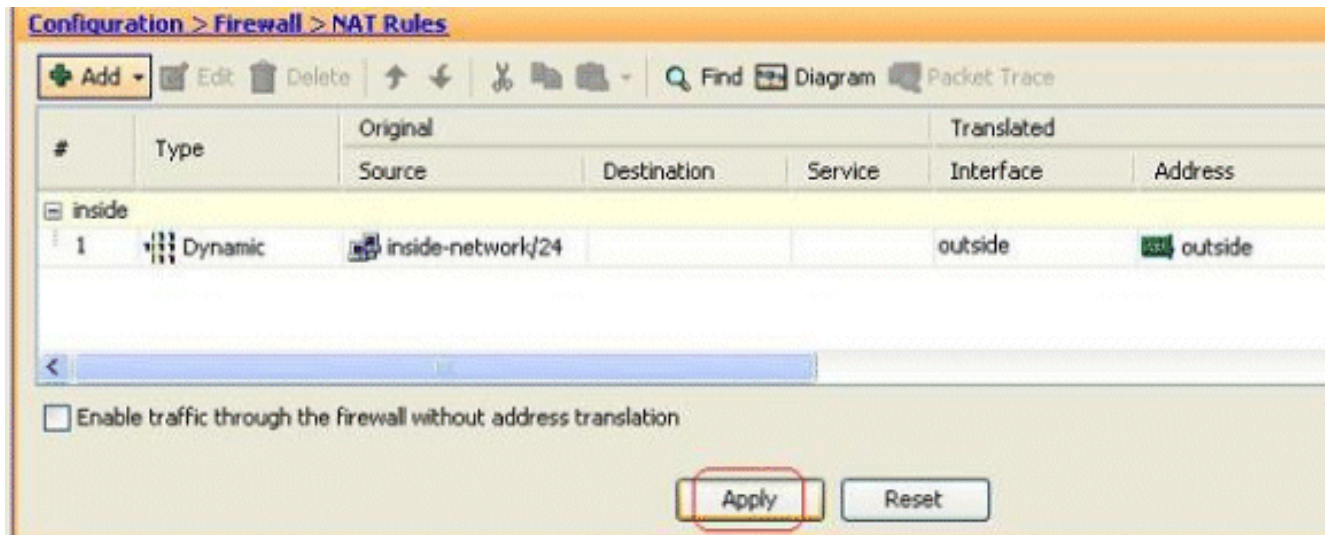 Configuration > Firewall > NAT Rules
Add Edit Delete Find Diagram Packet Trace
Original Translated
# Type Source Destination Service Interface Address
inside
1 Dynamic inside-network/24 outside outside
Enable traffic through the firewall without address translation
Apply Reset